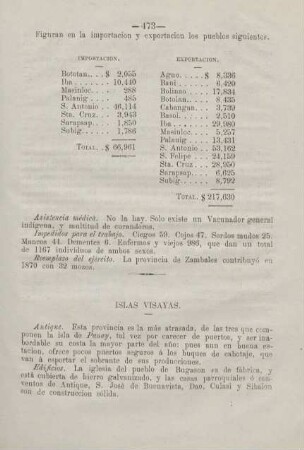 —473—
Figuran en la importacion y exportacion los pueblos siguientes.
IMPORTACION.
Botolan.... $ 2,055
Iba ........ 10,440
Masinloc... 288
Palauig ... 485
S. Antonio . 46,114
Sta. Cruz... 3,943
Sarapsap... 1,850
Subig...... 1,786
TOTAL. $ 66,961
EXPORTACION.
Agno..... $ 8,336
Bani ..... 6,490
Bolinao ... 17,834
Botolan... 8,435
Cabangan.. 3,739
Dasol..... 2,510
Iba ....... 29,980
Masinloc... 5,257
Palauig ... 13,431
S. Antonio .. 53,162
S. Felipe ... 24,159
Sta. Cruz... 28,950
Sarapsap... 6,625
Subig..... 8,792
TOTAL. $ 217,630
Asistencia médica. No la hay. Solo existe un Vacunador general
indígena, y multitud de curanderos.
Impedidos para el trabajo. Ciegos 59. Cojos 47. Sordos mudos 25.
Mancos 44. Dementes 6. Enfermos y viejos 986, que dan un total
de 1167 individuos de ambos sexos.
Reemplazo del ejercito. La provincia de Zambales contribuyó en
1879 con 32 mozos.
ISLAS VISAYAS.
Antique. Esta provincia es la más atrasada, de las tres que com-
ponen la isla de Panay, tal vez por carecer de puertos, y ser ina-
bordable su costa la mayor parte del año; pues aun en buena es-
tacion, ofrece pocos puertos seguros á los buques de cabotaje, que
van á exportar el sobrante de sus producciones.
Edificios. La iglesia del pueblo de Bugason es de fábrica, y
está cubierta de hierro galvanizado, y las casas parroquiales ó con-
ventos de Antique, S. José de Buenavista, Dao, Culasi y Sibalon
son de construccion sólida.